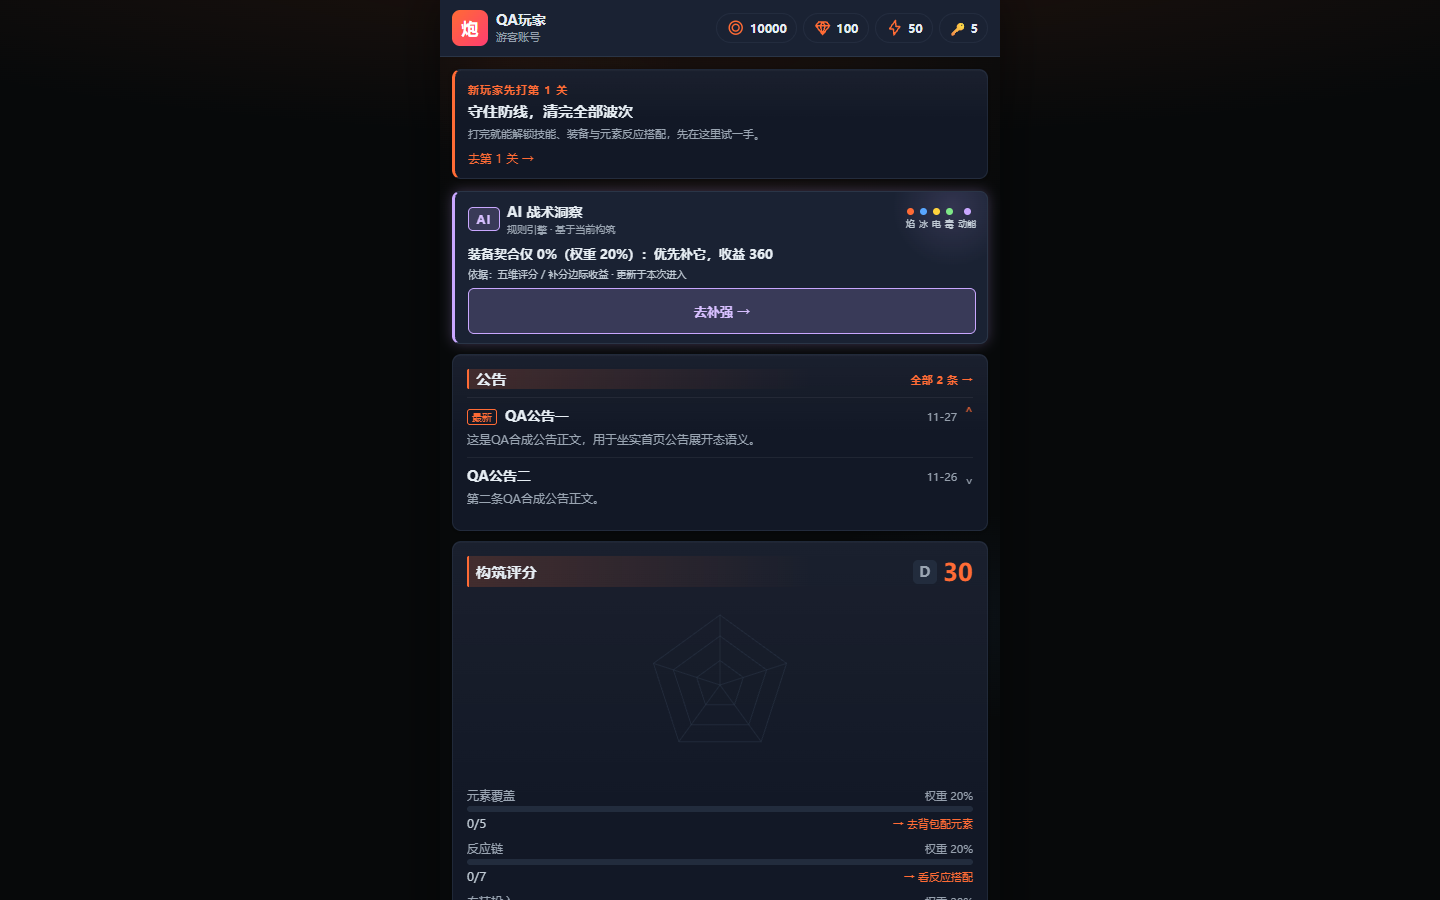 炮
QA玩家
游客账号
10000
100
50
5
新玩家先打第 1 关
守住防线，清完全部波次
打完就能解锁技能、装备与元素反应搭配，先在这里试一手。
去第 1 关 →
AI
AI 战术洞察
规则引擎 · 基于当前构筑
焰 冰 电 毒 动能
装备契合仅 0%（权重 20%）：优先补它，收益 360
依据：五维评分 / 补分边际收益 · 更新于本次进入
去补强 →
公告
全部 2 条 →
最新
QA公告一
11-27
这是QA合成公告正文，用于坐实首页公告展开态语义。
QA公告二
11-26
第二条QA合成公告正文。
构筑评分
D
30
元素覆盖
权重 20%
0/5
→ 去背包配元素
反应链
权重 20%
0/7
→ 看反应搭配